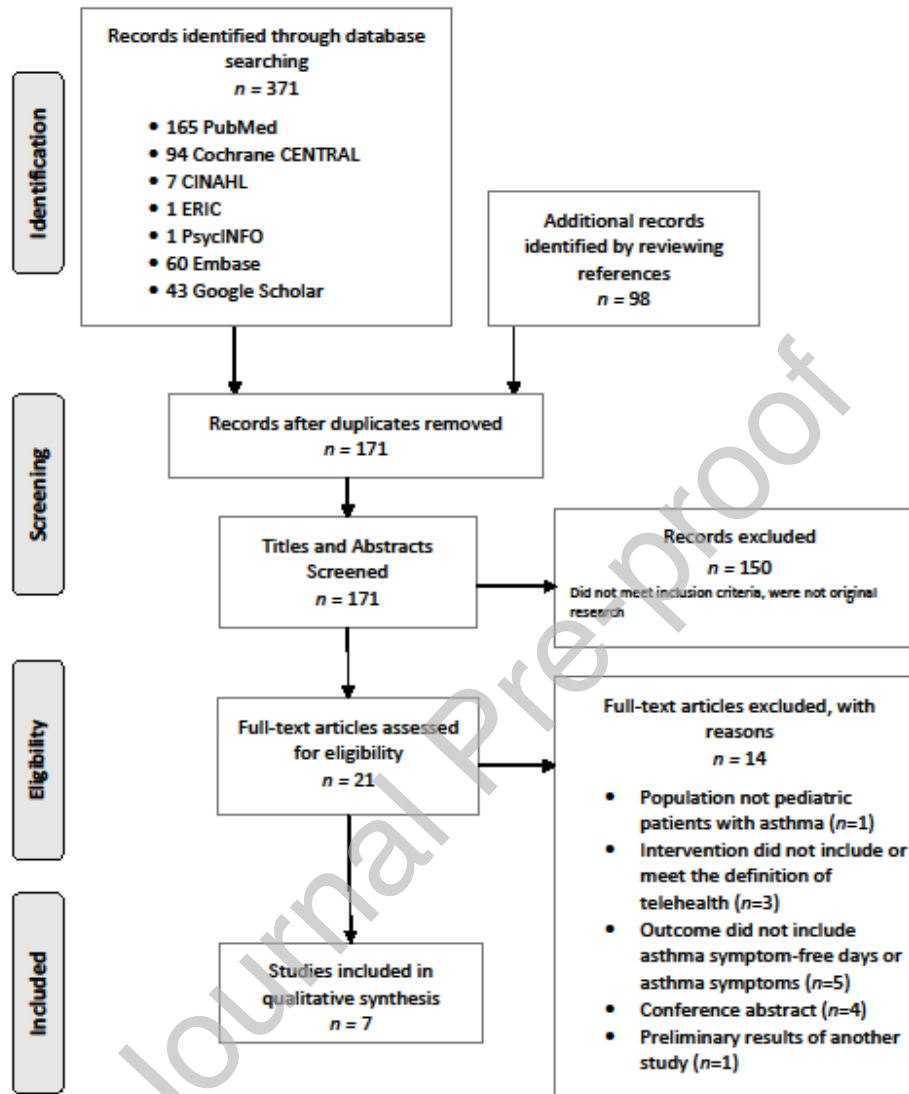 Identification
Records identified through database
searching
n = 371
• 165 PubMed
• 94 Cochrane CENTRAL
• 7 CINAHL
• 1 ERIC
• 1 PsycINFO
• 60 Embase
• 43 Google Scholar
Additional records
identified by reviewing
references
n = 98
Screening
Records after duplicates removed
n = 171
Titles and Abstracts
Screened
n = 171
Records excluded
n = 150
Did not meet inclusion criteria, were not original
research
Eligibility
Full-text articles assessed
for eligibility
n = 21
Full-text articles excluded, with
reasons
n = 14
• Population not pediatric
patients with asthma (n=1)
• Intervention did not include or
meet the definition of
telehealth (n=3)
• Outcome did not include
asthma symptom-free days or
asthma symptoms (n=5)
• Conference abstract (n=4)
• Preliminary results of another
study (n=1)
Included
Studies included in
qualitative synthesis
n = 7
Journal Pre-proof